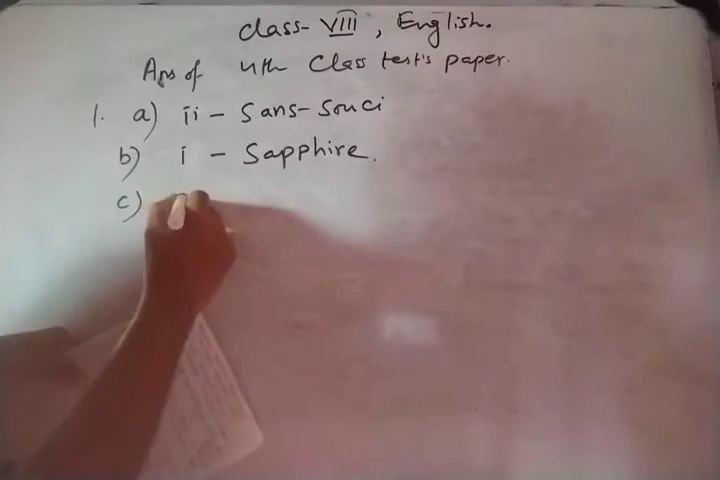 class- VIII , English.
Ans of 4th Class test's paper.
1. a) ii - Sans-Souci
b) i - Sapphire.
c)